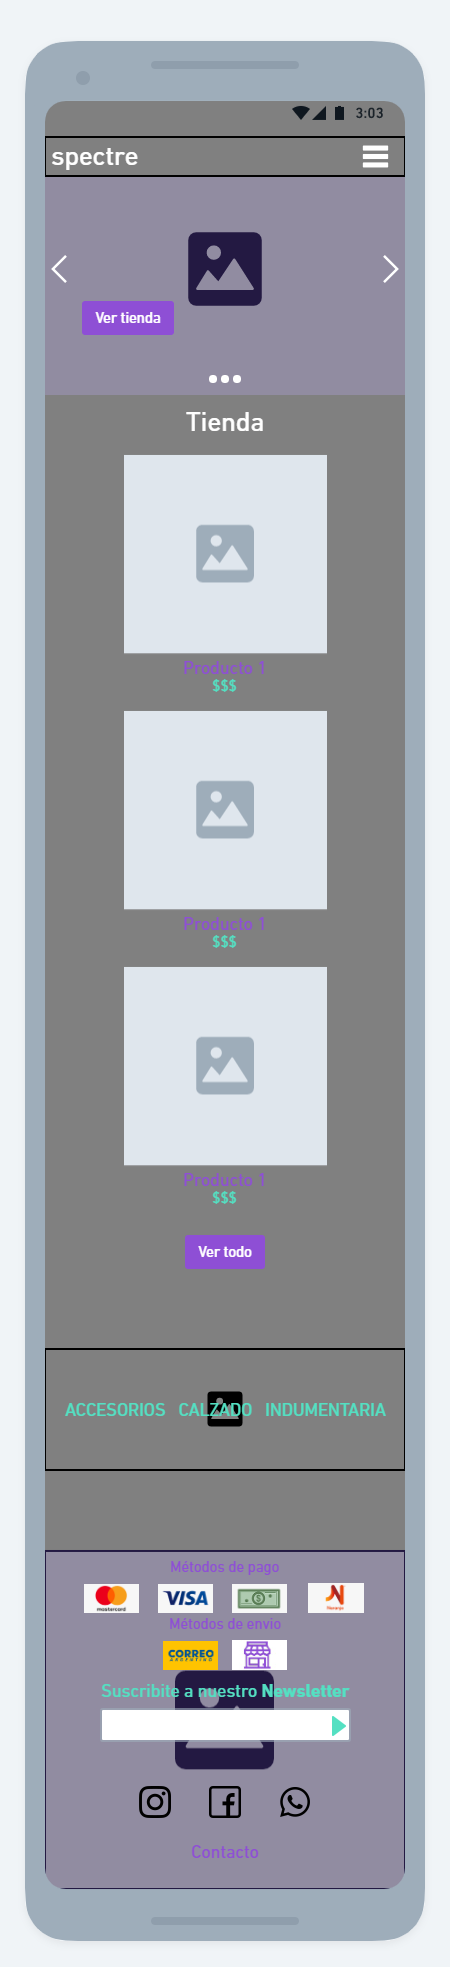 3:03
spectre
Ver tienda
Tienda
Producto 1
$$$
Producto 1
$$$
Producto 1
$$$
Ver todo
ACCESORIOS CALZADO INDUMENTARIA
Métodos de pago
mastercard VISA Naranja
Métodos de envio
CORREO
ARGENTINO
Suscribite a nuestro Newsletter
Contacto